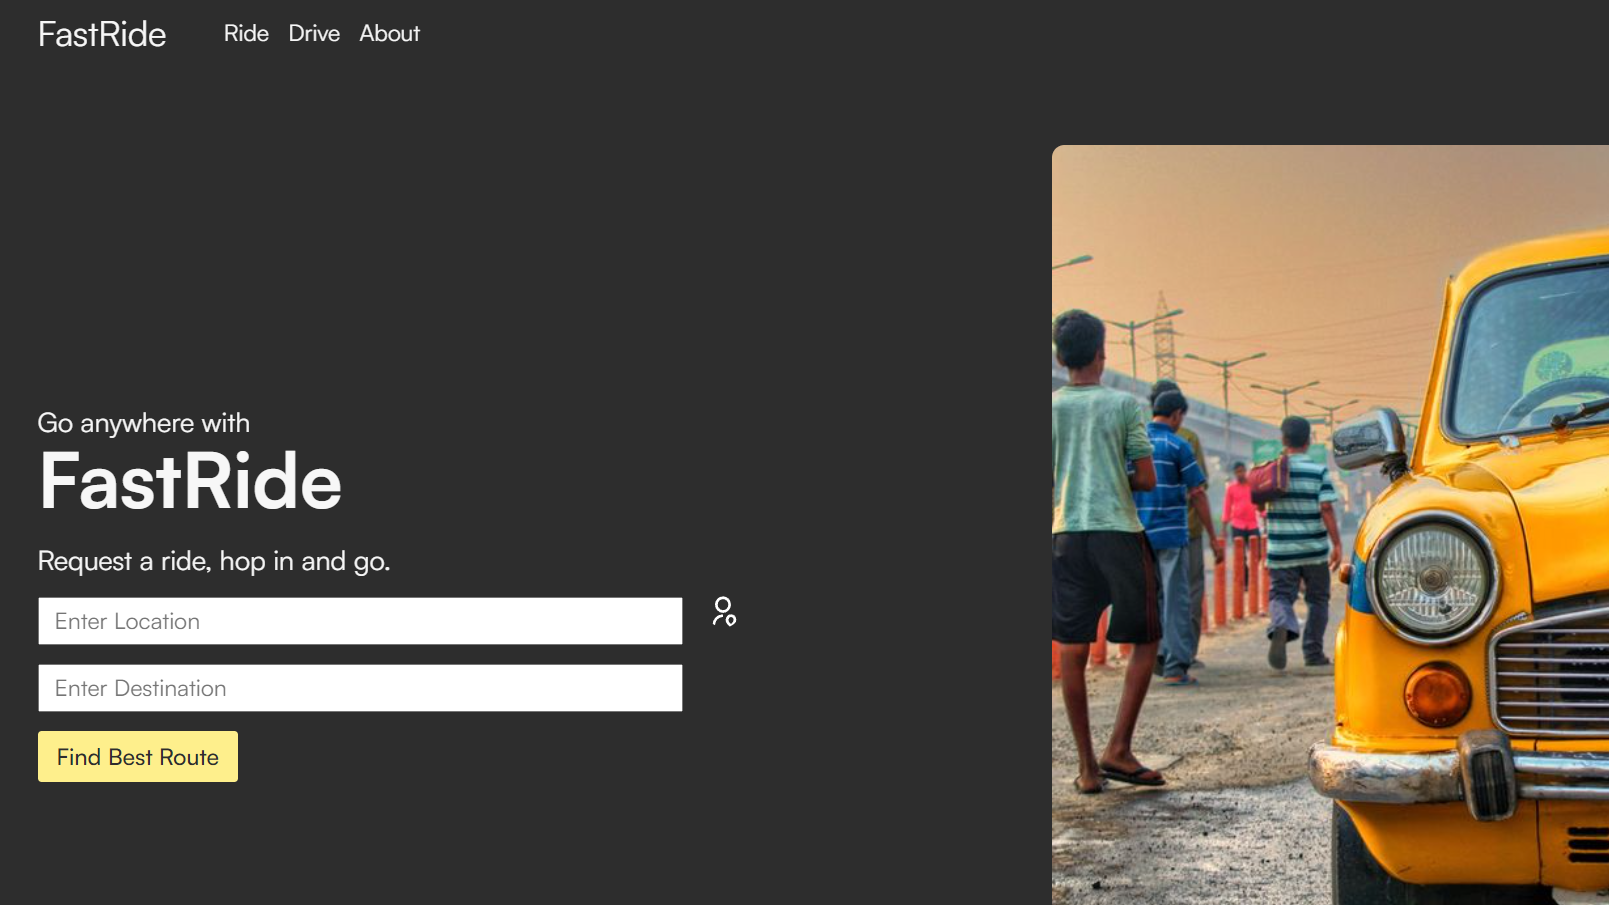 FastRide
Ride Drive About
Go anywhere with
FastRide
Request a ride, hop in and go.
Enter Location
Enter Destination
Find Best Route